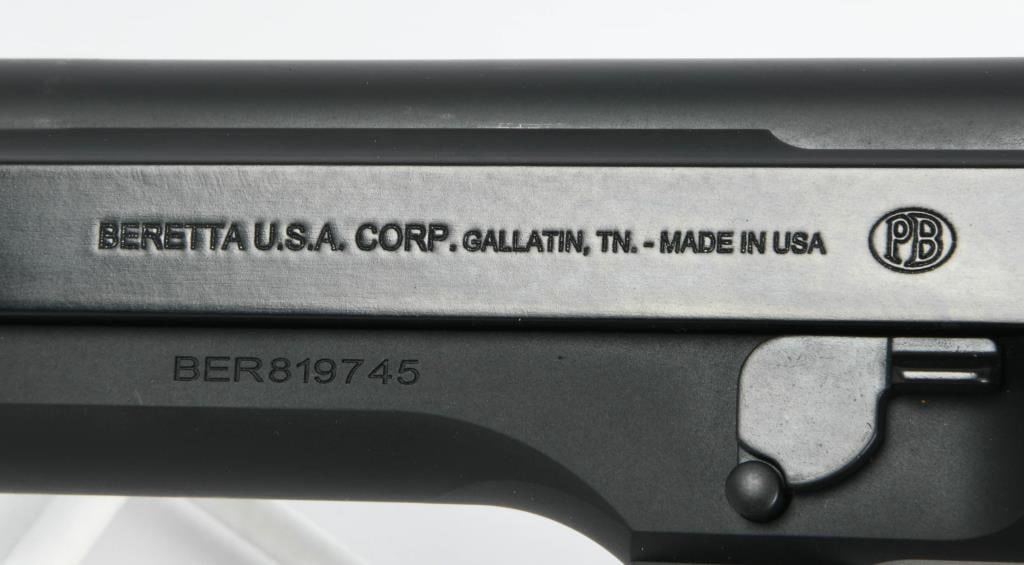 BERETTA U.S.A. CORP. GALLATIN, TN. - MADE IN USA PB
BER819745